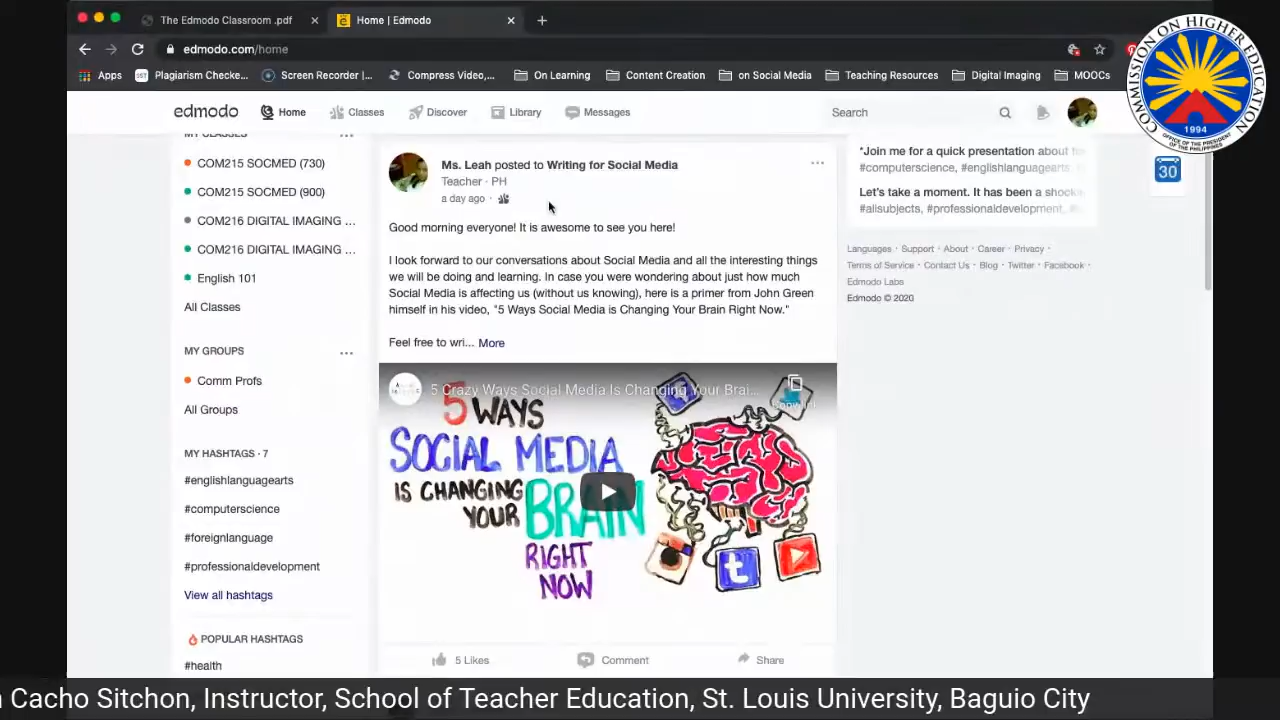 The Edmodo Classroom .pdf
Home | Edmodo
edmodo.com/home
Apps
Plagiarism Checke...
Screen Recorder |...
Compress Video,...
On Learning
Content Creation
on Social Media
Teaching Resources
Digital Imaging
MOOCs
COMMISSION ON HIGHER EDUCATION
1994
OFFICE OF THE PRESIDENT OF THE PHILIPPINES
edmodo
Home
Classes
Discover
Library
Messages
Search
MY CLASSES
COM215 SOCMED (730)
COM215 SOCMED (900)
COM216 DIGITAL IMAGING ...
COM216 DIGITAL IMAGING ...
English 101
All Classes
MY GROUPS
Comm Profs
All Groups
MY HASHTAGS · 7
#englishlanguagearts
#computerscience
#foreignlanguage
#professionaldevelopment
View all hashtags
POPULAR HASHTAGS
#health
Ms. Leah posted to Writing for Social Media
Teacher · PH
a day ago ·
Good morning everyone! It is awesome to see you here!
I look forward to our conversations about Social Media and all the interesting things
we will be doing and learning. In case you were wondering about just how much
Social Media is affecting us (without us knowing), here is a primer from John Green
himself in his video, "5 Ways Social Media is Changing Your Brain Right Now."
Feel free to wri... More
5 Crazy Ways Social Media Is Changing Your Brai...
5 WAYS
SOCIAL MEDIA
IS CHANGING
YOUR BRAIN
RIGHT
NOW
5 Likes
Comment
Share
*Join me for a quick presentation about
#computerscience, #englishlanguagearts,
Let's take a moment. It has been a
#allsubjects, #professionaldevelopment,
30
Languages · Support · About · Career · Privacy ·
Terms of Service · Contact Us · Blog · Twitter · Facebook ·
Edmodo Labs
Edmodo © 2020
Cacho Sitchon, Instructor, School of Teacher Education, St. Louis University, Baguio City